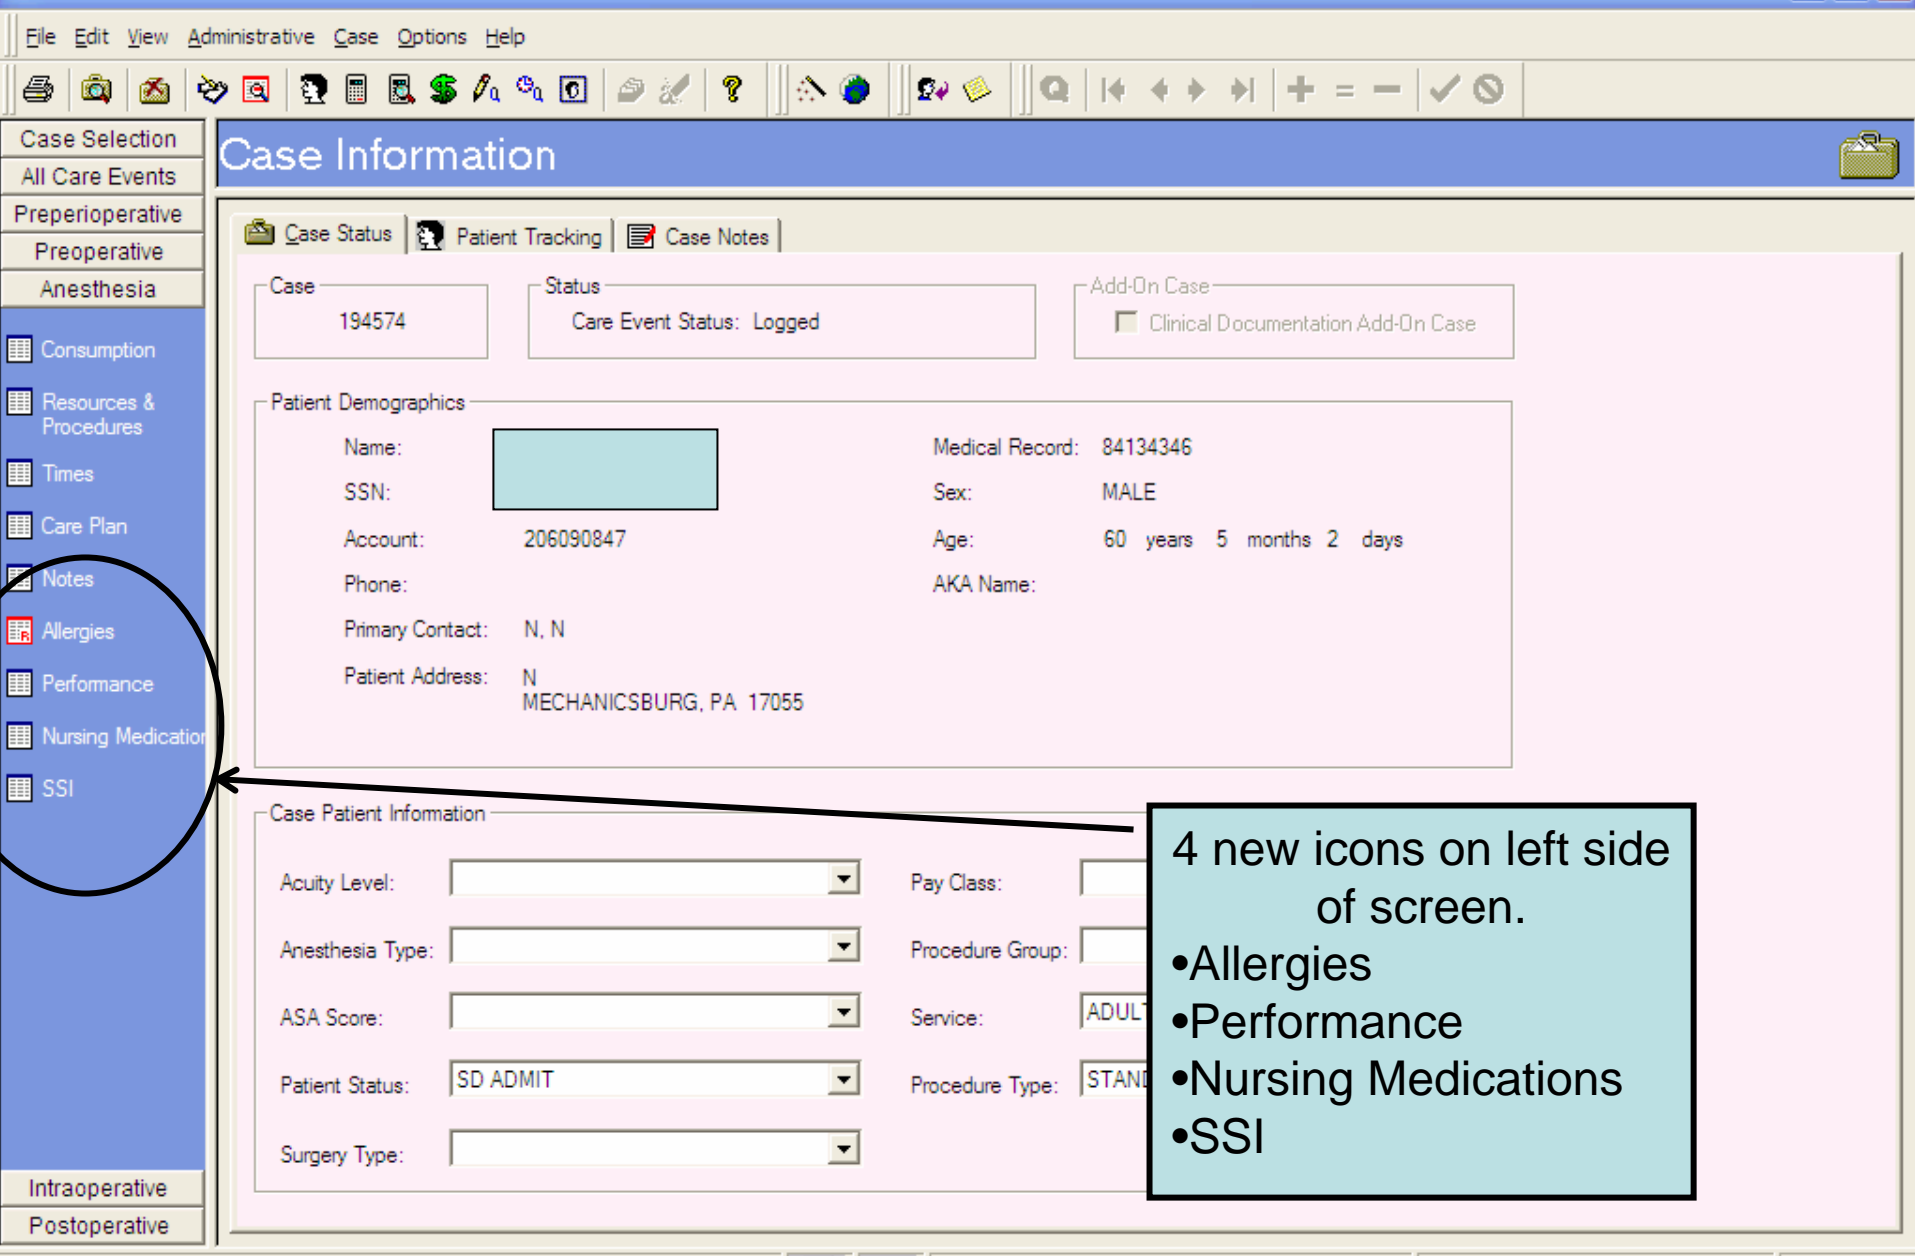 File Edit View Administrative Case Options Help
Case Selection
All Care Events
Preperioperative
Preoperative
Anesthesia
Consumption
Resources &
Procedures
Times
Care Plan
Notes
Allergies
Performance
Nursing Medication
SSI
Intraoperative
Postoperative
Case Information
Case Status Patient Tracking Case Notes
Case
194574
Status
Care Event Status: Logged
Add-On Case
Clinical Documentation Add-On Case
Patient Demographics
Name:
Medical Record: 84134346
SSN:
Sex: MALE
Account: 206090847
Age: 60 years 5 months 2 days
Phone:
AKA Name:
Primary Contact: N, N
Patient Address: N
MECHANICSBURG, PA 17055
Case Patient Information
Acuity Level:
Pay Class:
Anesthesia Type:
Procedure Group:
ASA Score:
Service: ADULT
Patient Status: SD ADMIT
Procedure Type:
Surgery Type:
4 new icons on left side
of screen.
•Allergies
•Performance
•Nursing Medications
•SSI